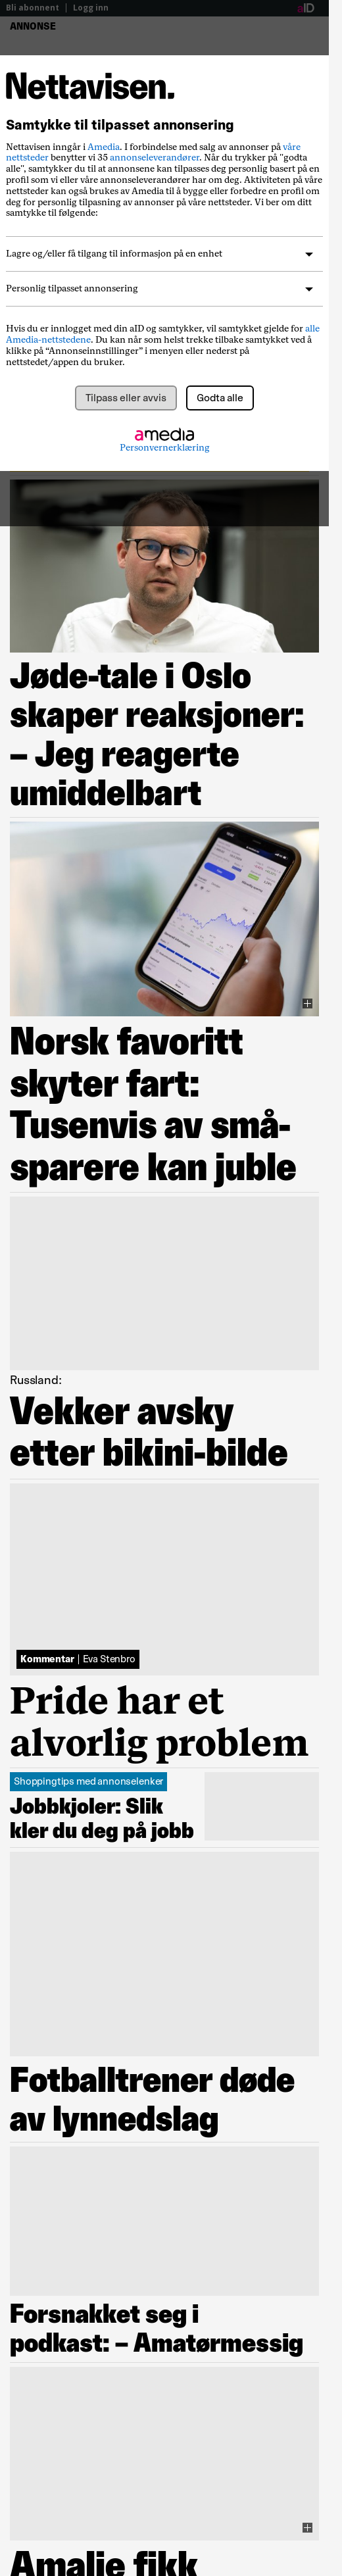 Bli abonnent | Logg inn
aID
ANNONSE
Nettavisen.
Samtykke til tilpasset annonsering
Nettavisen inngår i Amedia. I forbindelse med salg av annonser på våre
nettsteder benytter vi 35 annonseleverandører. Når du trykker på "godta
alle", samtykker du til at annonsene kan tilpasses deg personlig basert på en
profil som vi eller våre annonseleverandører har om deg. Aktiviteten på våre
nettsteder kan også brukes av Amedia til å bygge eller forbedre en profil om
deg for personlig tilpasning av annonser på våre nettsteder. Vi ber om ditt
samtykke til følgende:
Lagre og/eller få tilgang til informasjon på en enhet
Personlig tilpasset annonsering
Hvis du er innlogget med din aID og samtykker, vil samtykket gjelde for alle
Amedia-nettstedene. Du kan når som helst trekke tilbake samtykket ved å
klikke på “Annonseinnstillinger” i menyen eller nederst på
nettstedet/appen du bruker.
Tilpass eller avvis
Godta alle
amedia
Personvernerklæring
Jøde-tale i Oslo
skaper reaksjoner:
– Jeg reagerte
umiddelbart
Norsk favoritt
skyter fart:
Tusenvis av små-
sparere kan juble
Russland:
Vekker avsky
etter bikini-bilde
Kommentar | Eva Stenbro
Pride har et
alvorlig problem
Shoppingtips med annonselenker
Jobbkjoler: Slik
kler du deg på jobb
Fotballtrener døde
av lynnedslag
Forsnakket seg i
podkast: – Amatørmessig
Amalie fikk